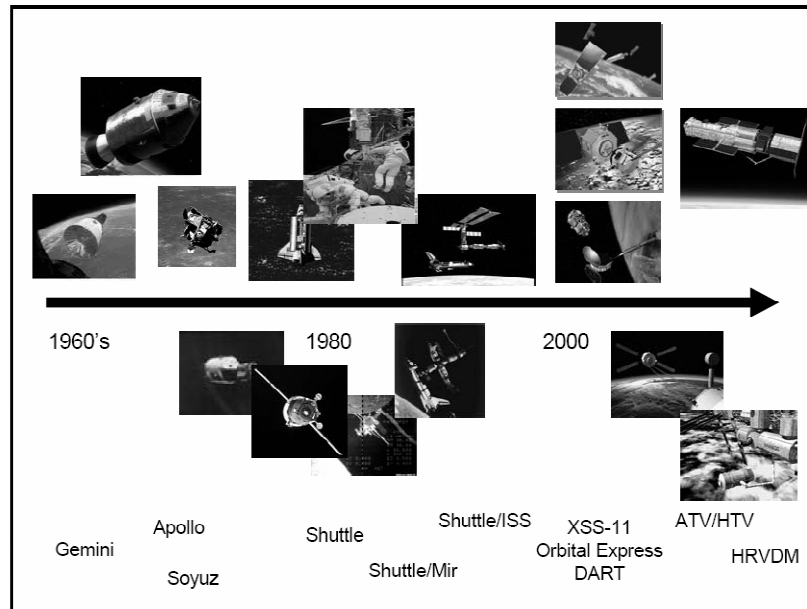 1960's
1980
2000
Gemini
Apollo
Soyuz
Shuttle
Shuttle/Mir
Shuttle/ISS
XSS-11
Orbital Express
DART
ATV/HTV
HRVDM